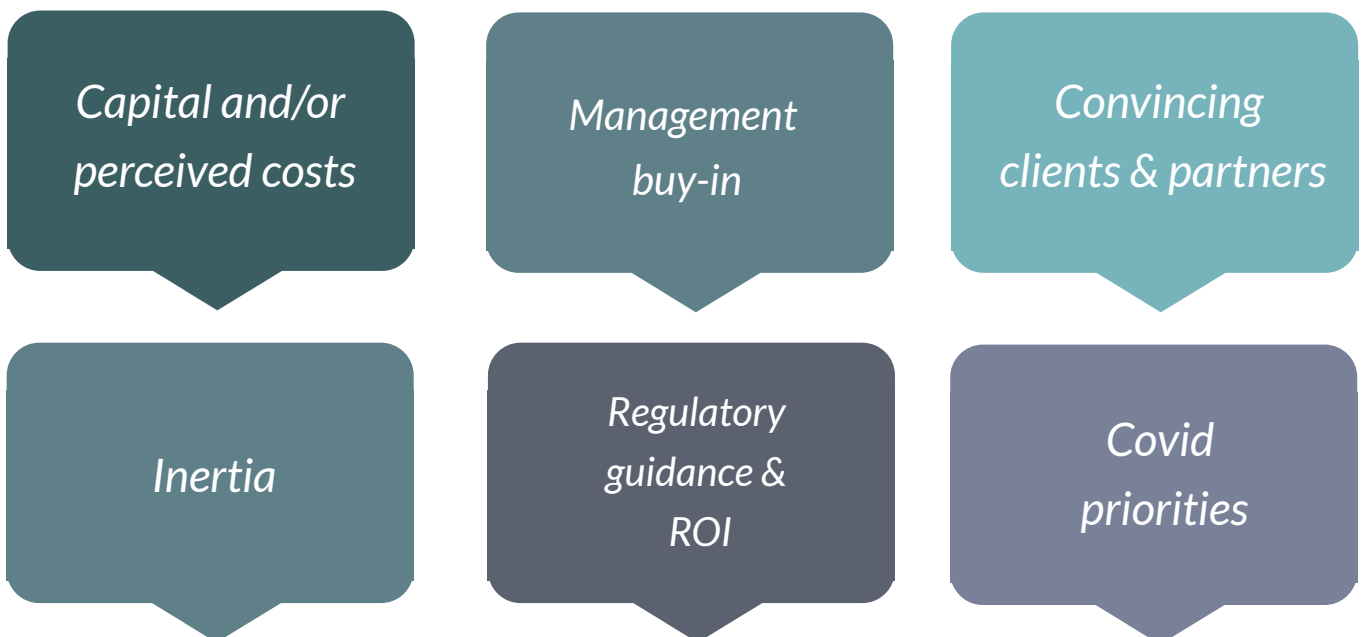 Capital and/or
perceived costs
Management
buy-in
Convincing
clients & partners
Inertia
Regulatory
guidance &
ROI
Covid
priorities